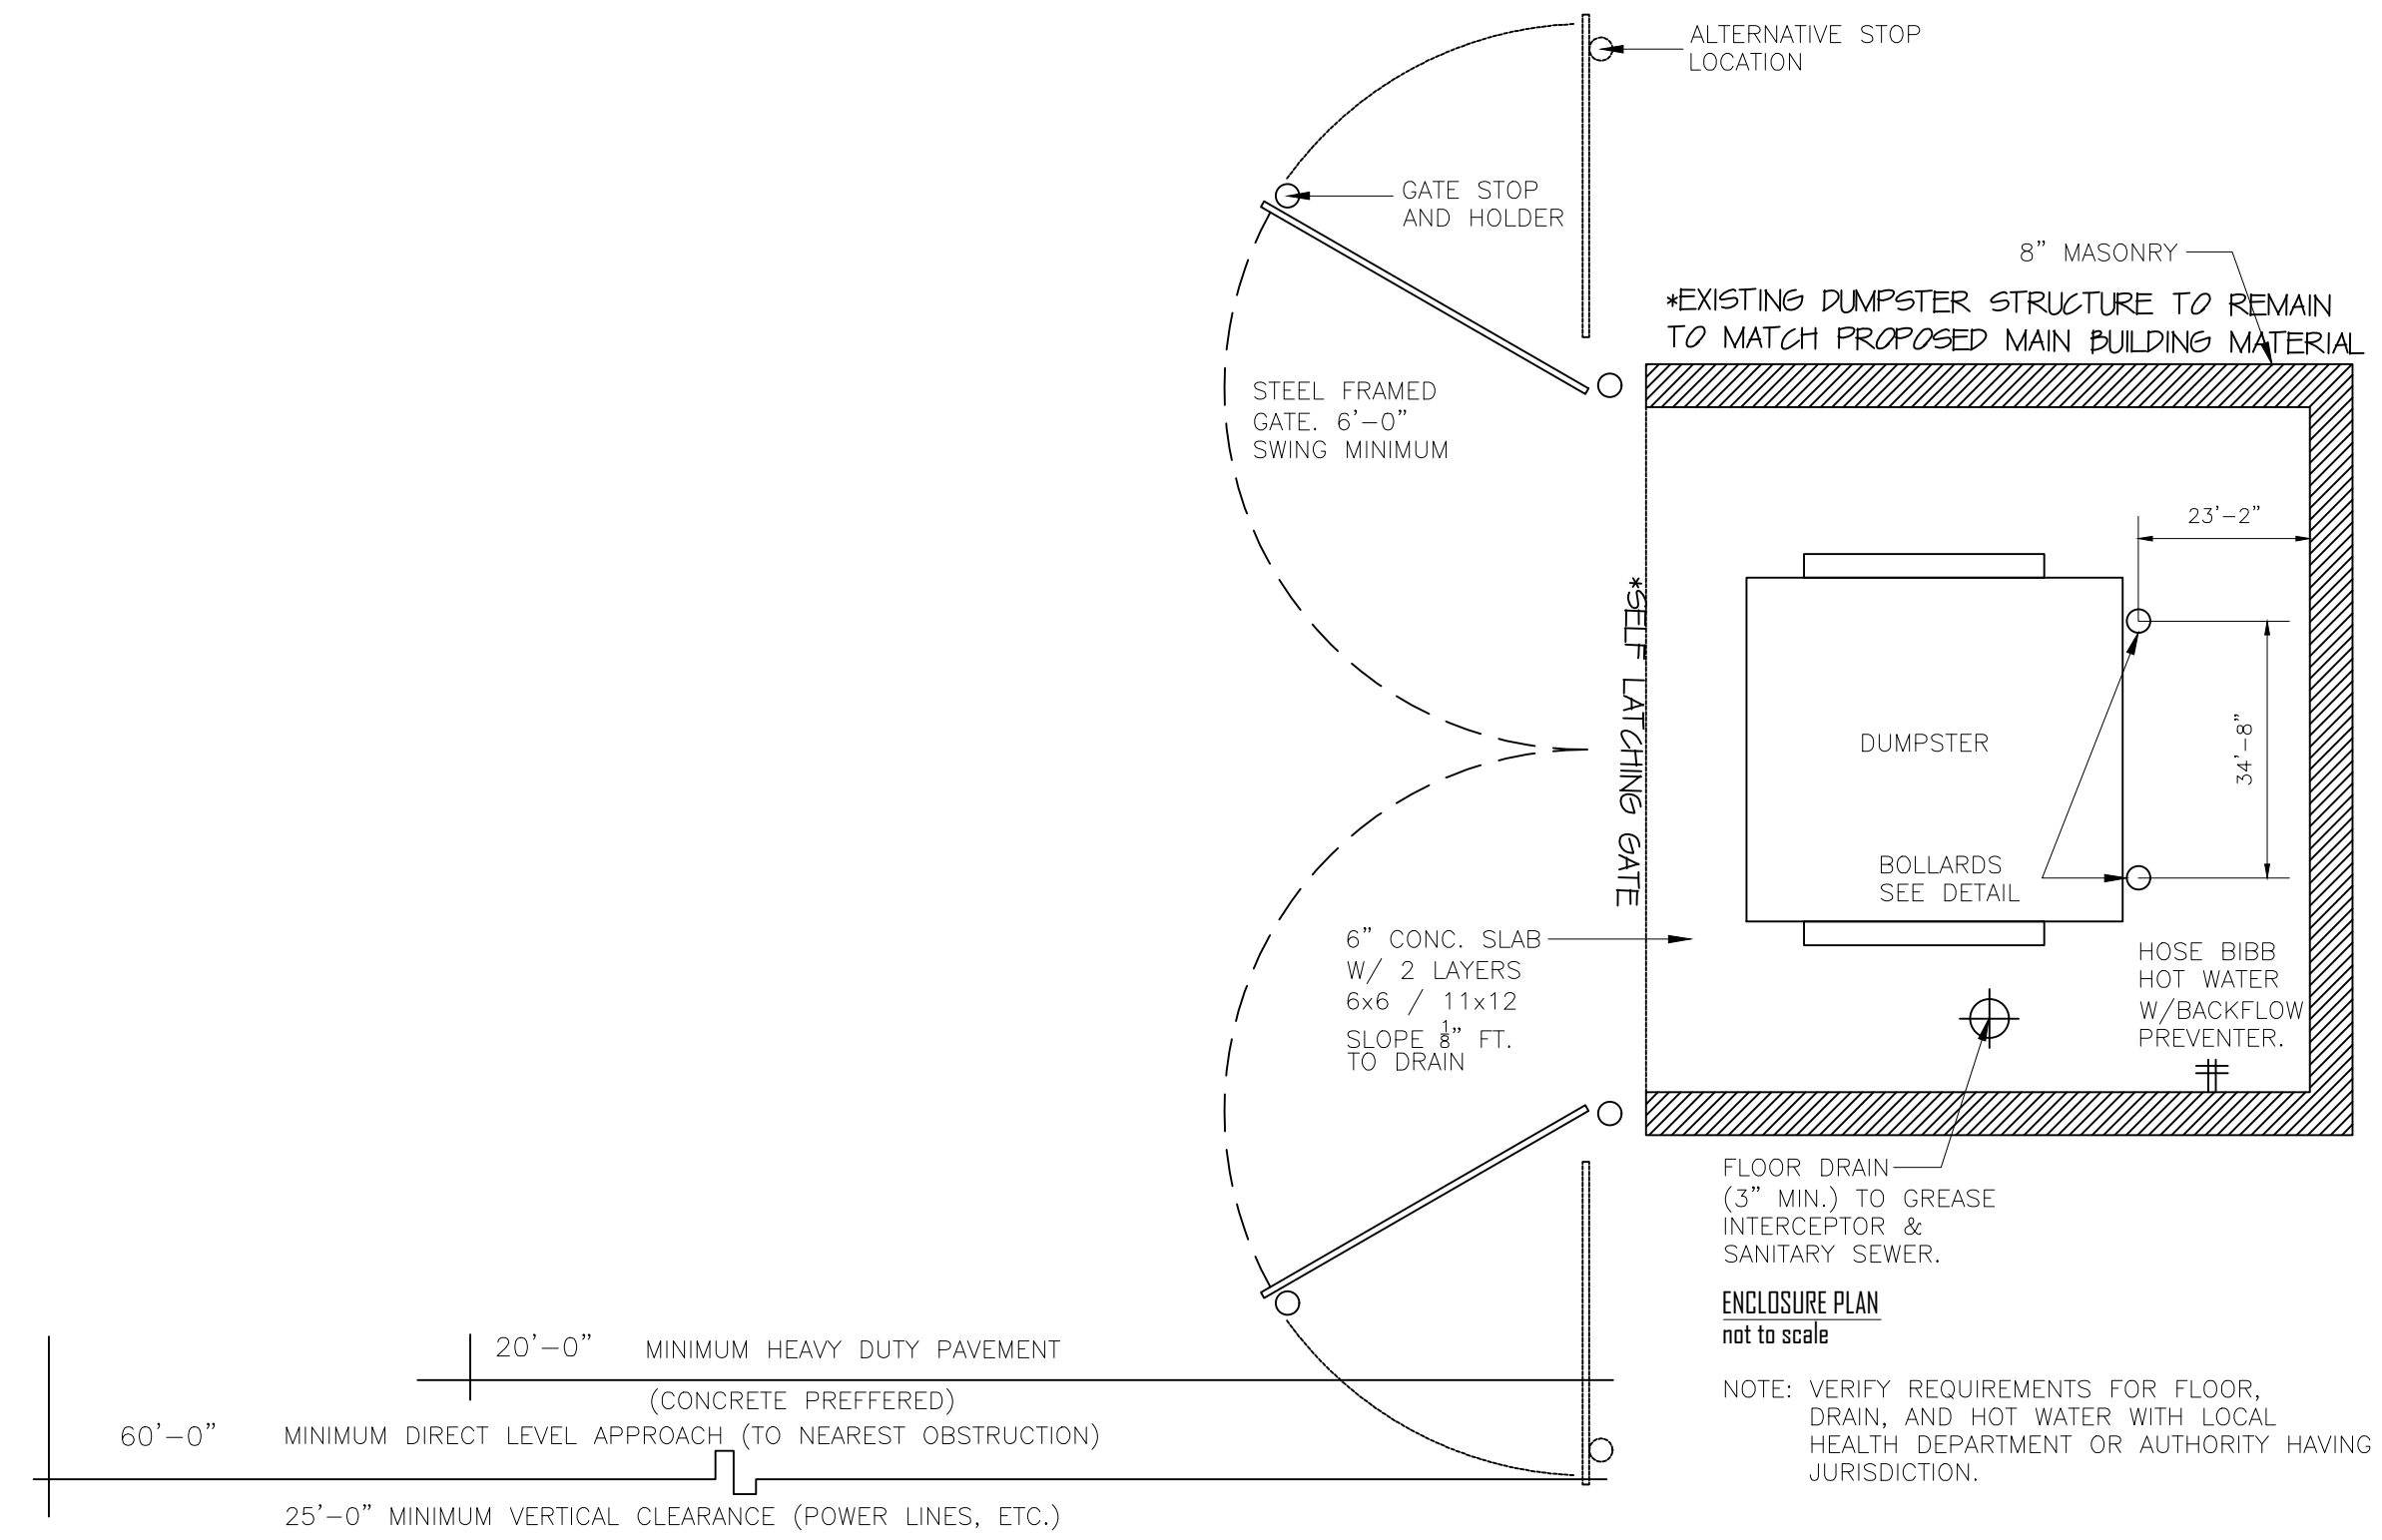 ALTERNATIVE STOP
LOCATION
GATE STOP
AND HOLDER
8” MASONRY
*EXISTING DUMPSTER STRUCTURE TO REMAIN
TO MATCH PROPOSED MAIN BUILDING MATERIAL
STEEL FRAMED
GATE. 6’-0”
SWING MINIMUM
23’-2”
*SELF LATCHING GATE
34’-8”
DUMPSTER
BOLLARDS
SEE DETAIL
6” CONC. SLAB
W/ 2 LAYERS
6x6 / 11x12
SLOPE ⅛” FT.
TO DRAIN
HOSE BIBB
HOT WATER
W/BACKFLOW
PREVENTER.
FLOOR DRAIN
(3” MIN.) TO GREASE
INTERCEPTOR &
SANITARY SEWER.
ENCLOSURE PLAN
not to scale
20’-0” MINIMUM HEAVY DUTY PAVEMENT
(CONCRETE PREFFERED)
60’-0” MINIMUM DIRECT LEVEL APPROACH (TO NEAREST OBSTRUCTION)
25’-0” MINIMUM VERTICAL CLEARANCE (POWER LINES, ETC.)
NOTE: VERIFY REQUIREMENTS FOR FLOOR,
DRAIN, AND HOT WATER WITH LOCAL
HEALTH DEPARTMENT OR AUTHORITY HAVING
JURISDICTION.